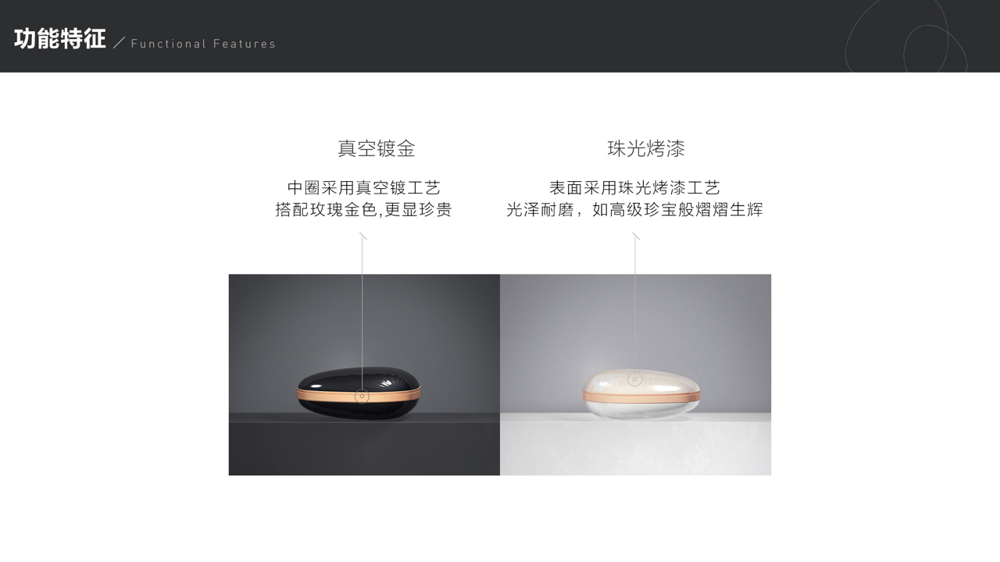 功能特征 / Functional Features
真空镀金
中圈采用真空镀工艺
搭配玫瑰金色,更显珍贵
珠光烤漆
表面采用珠光烤漆工艺
光泽耐磨，如高级珍宝般熠熠生辉